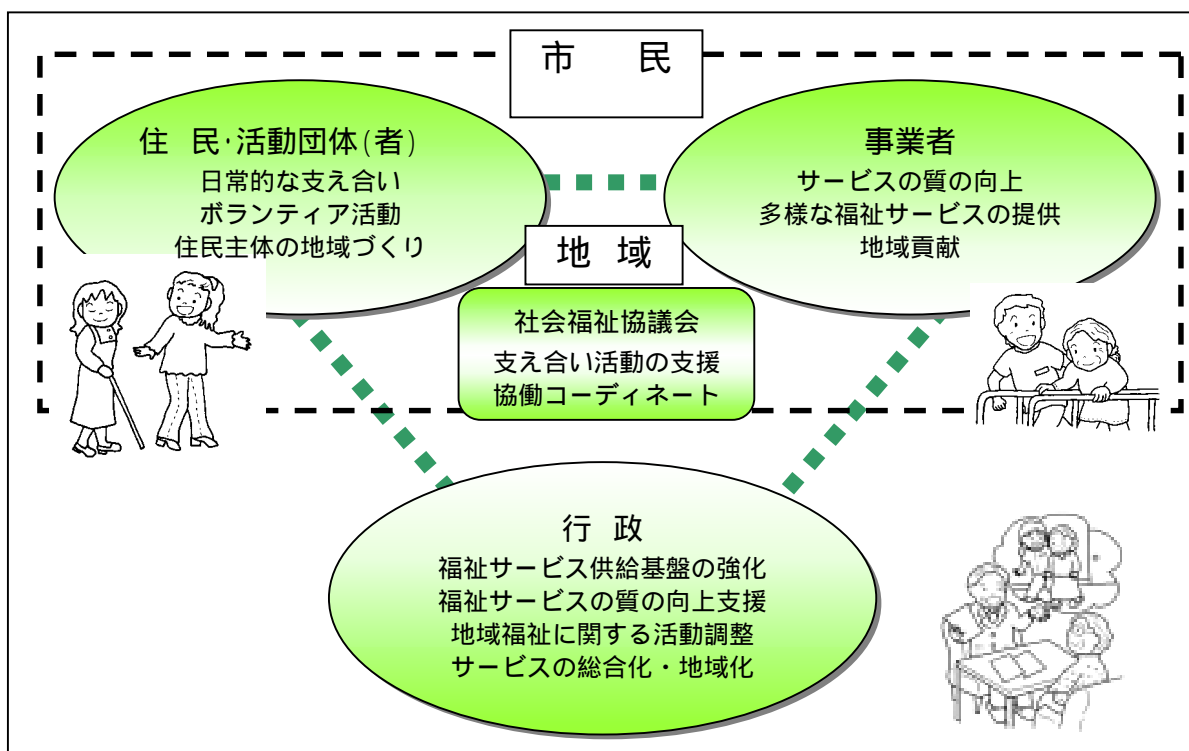 市　　民
住 民・活動団体(者)
日常的な支え合い
ボランティア活動
住民主体の地域づくり
事業者
サービスの質の向上
多様な福祉サービスの提供
地域貢献
地 域
社会福祉協議会
支え合い活動の支援
協働コーディネート
行 政
福祉サービス供給基盤の強化
福祉サービスの質の向上支援
地域福祉に関する活動調整
サービスの総合化・地域化